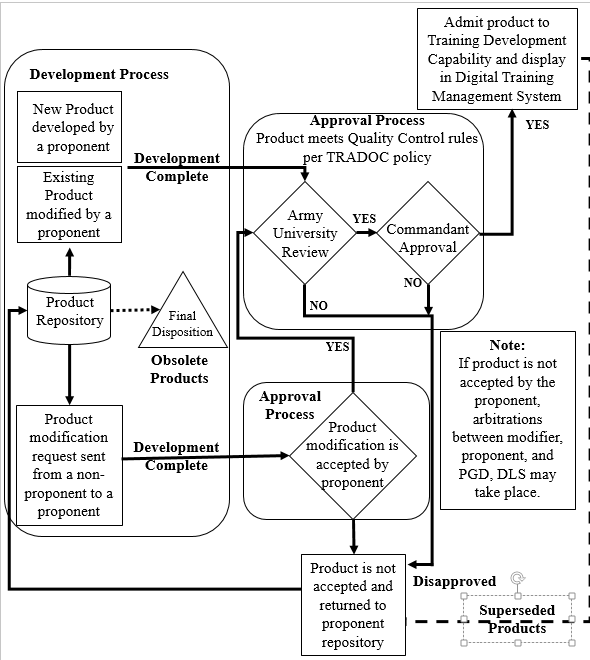 Admit product to
Training Development
Capability and display
in Digital Training
Management System
YES
Development Process
New Product
developed by a
a proponent
Existing
Product
modified by a
proponent
Development
Complete
Approval Process
Product meets Quality Control rules
per TRADOC policy
Army
University
Review
YES
Commandant
Approval
NO
NO
Product
Repository
Final
Disposition
Obsolete
Products
YES
Note:
If product is not
accepted by the
proponent,
arbitrations
between modifier,
proponent, and
PGD, DLS may
take place.
Approval
Process
Product
modification is
accepted by
proponent
Product
modification
request sent
from a non-
proponent to a
proponent
Development
Complete
Product is not
accepted and
returned to
proponent
repository
Disapproved
Superseded
Products